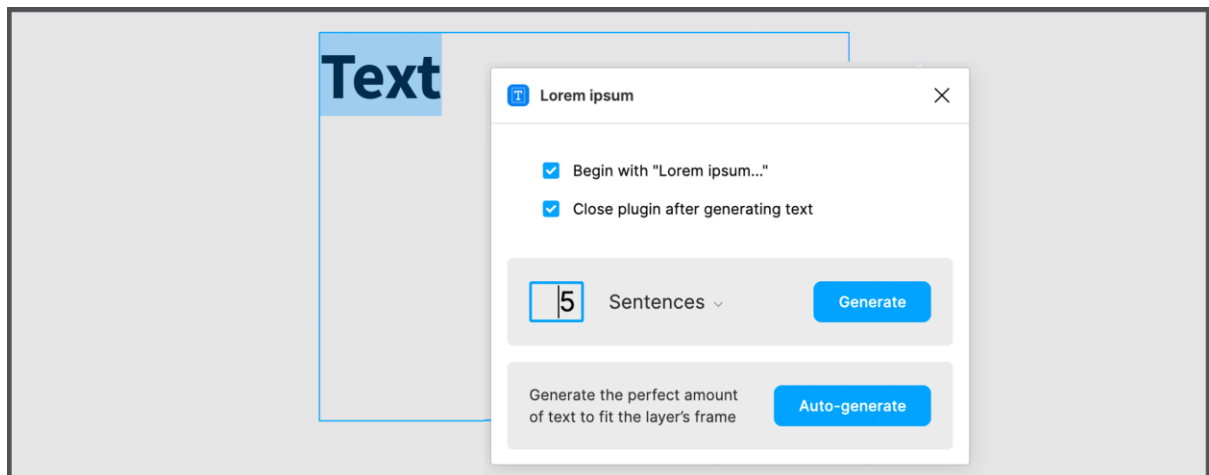 Text
Lorem ipsum
Begin with "Lorem ipsum..."
Close plugin after generating text
5 Sentences Generate
Generate the perfect amount
of text to fit the layer’s frame
Auto-generate